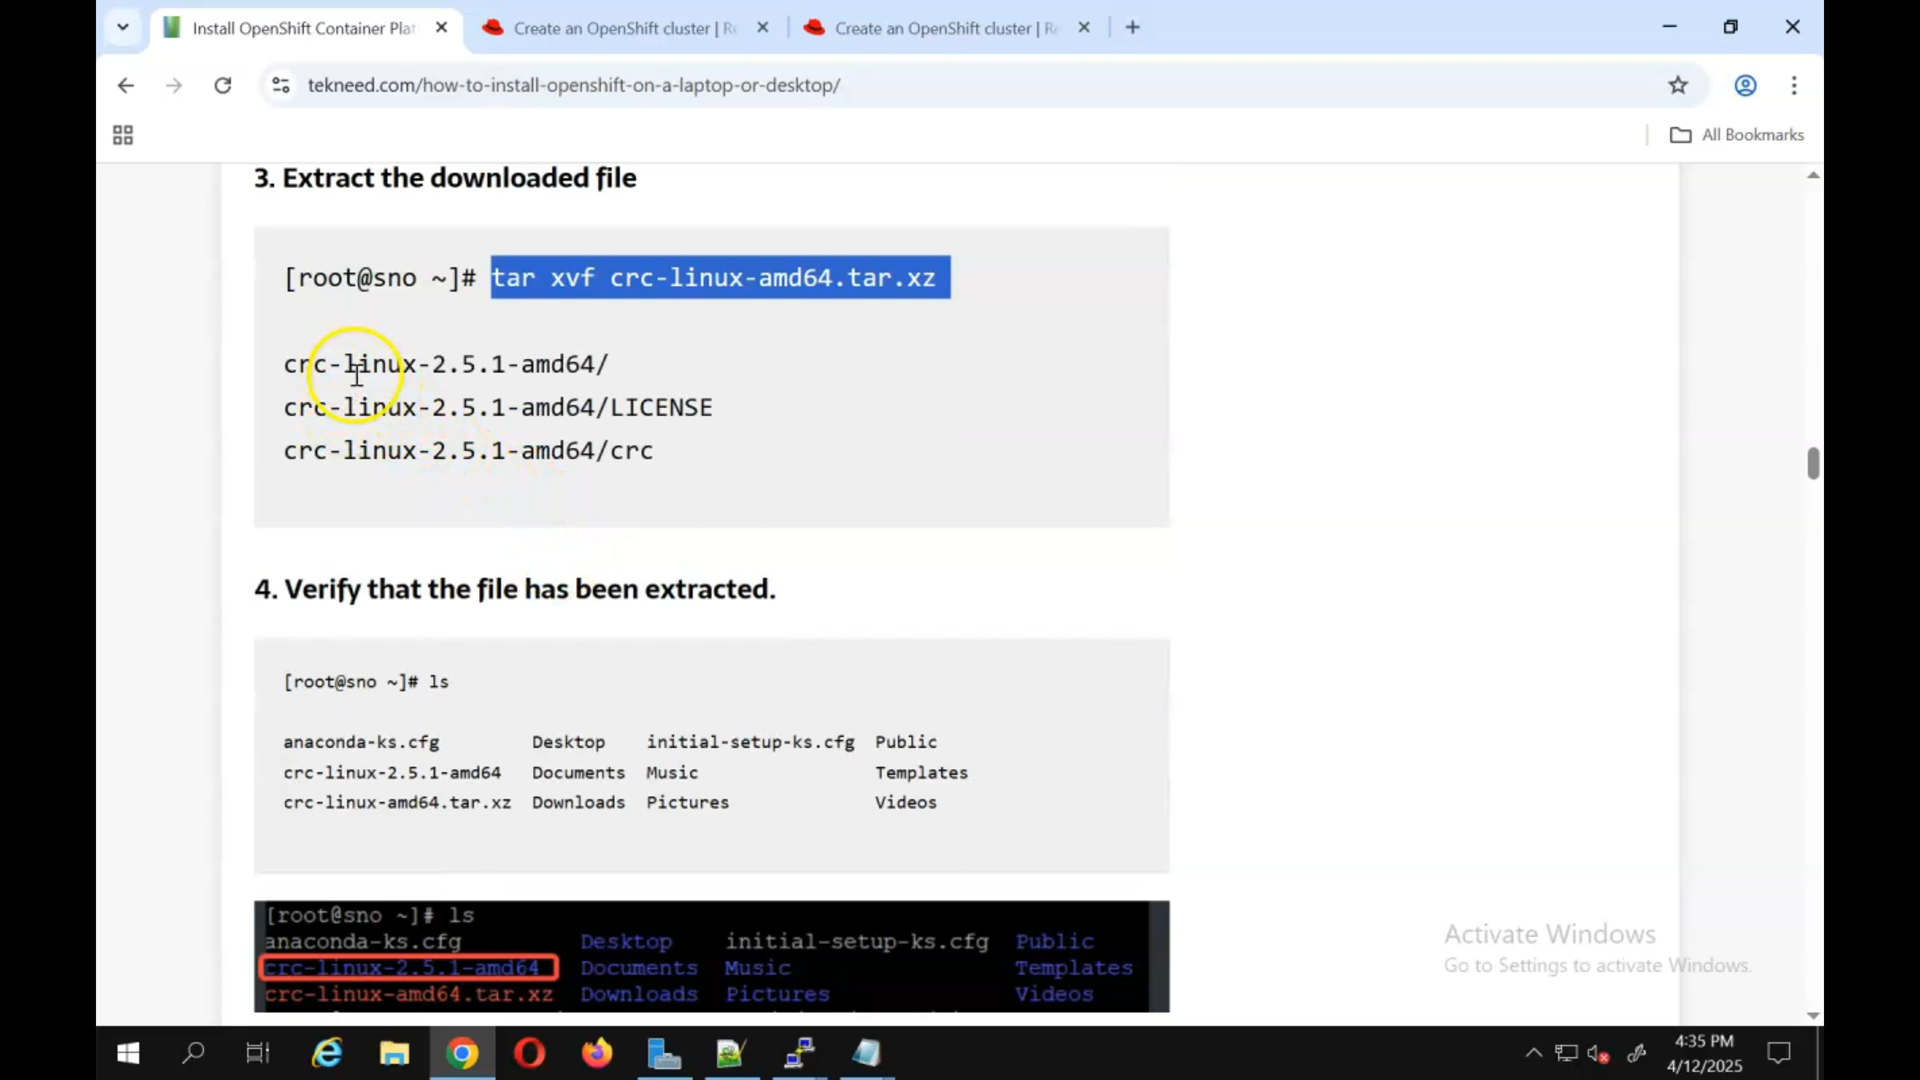 Install OpenShift Container Plat
Create an OpenShift cluster | Re
Create an OpenShift cluster | Re
tekneed.com/how-to-install-openshift-on-a-laptop-or-desktop/
All Bookmarks
3. Extract the downloaded file
[root@sno ~]# tar xvf crc-linux-amd64.tar.xz
crc-linux-2.5.1-amd64/
crc-linux-2.5.1-amd64/LICENSE
crc-linux-2.5.1-amd64/crc
4. Verify that the file has been extracted.
[root@sno ~]# ls
anaconda-ks.cfg Desktop initial-setup-ks.cfg Public
crc-linux-2.5.1-amd64 Documents Music Templates
crc-linux-amd64.tar.xz Downloads Pictures Videos
[root@sno ~]# ls
anaconda-ks.cfg Desktop initial-setup-ks.cfg Public
crc-linux-2.5.1-amd64 Documents Music Templates
crc-linux-amd64.tar.xz Downloads Pictures Videos
Activate Windows
Go to Settings to activate Windows.
4:35 PM
4/12/2025